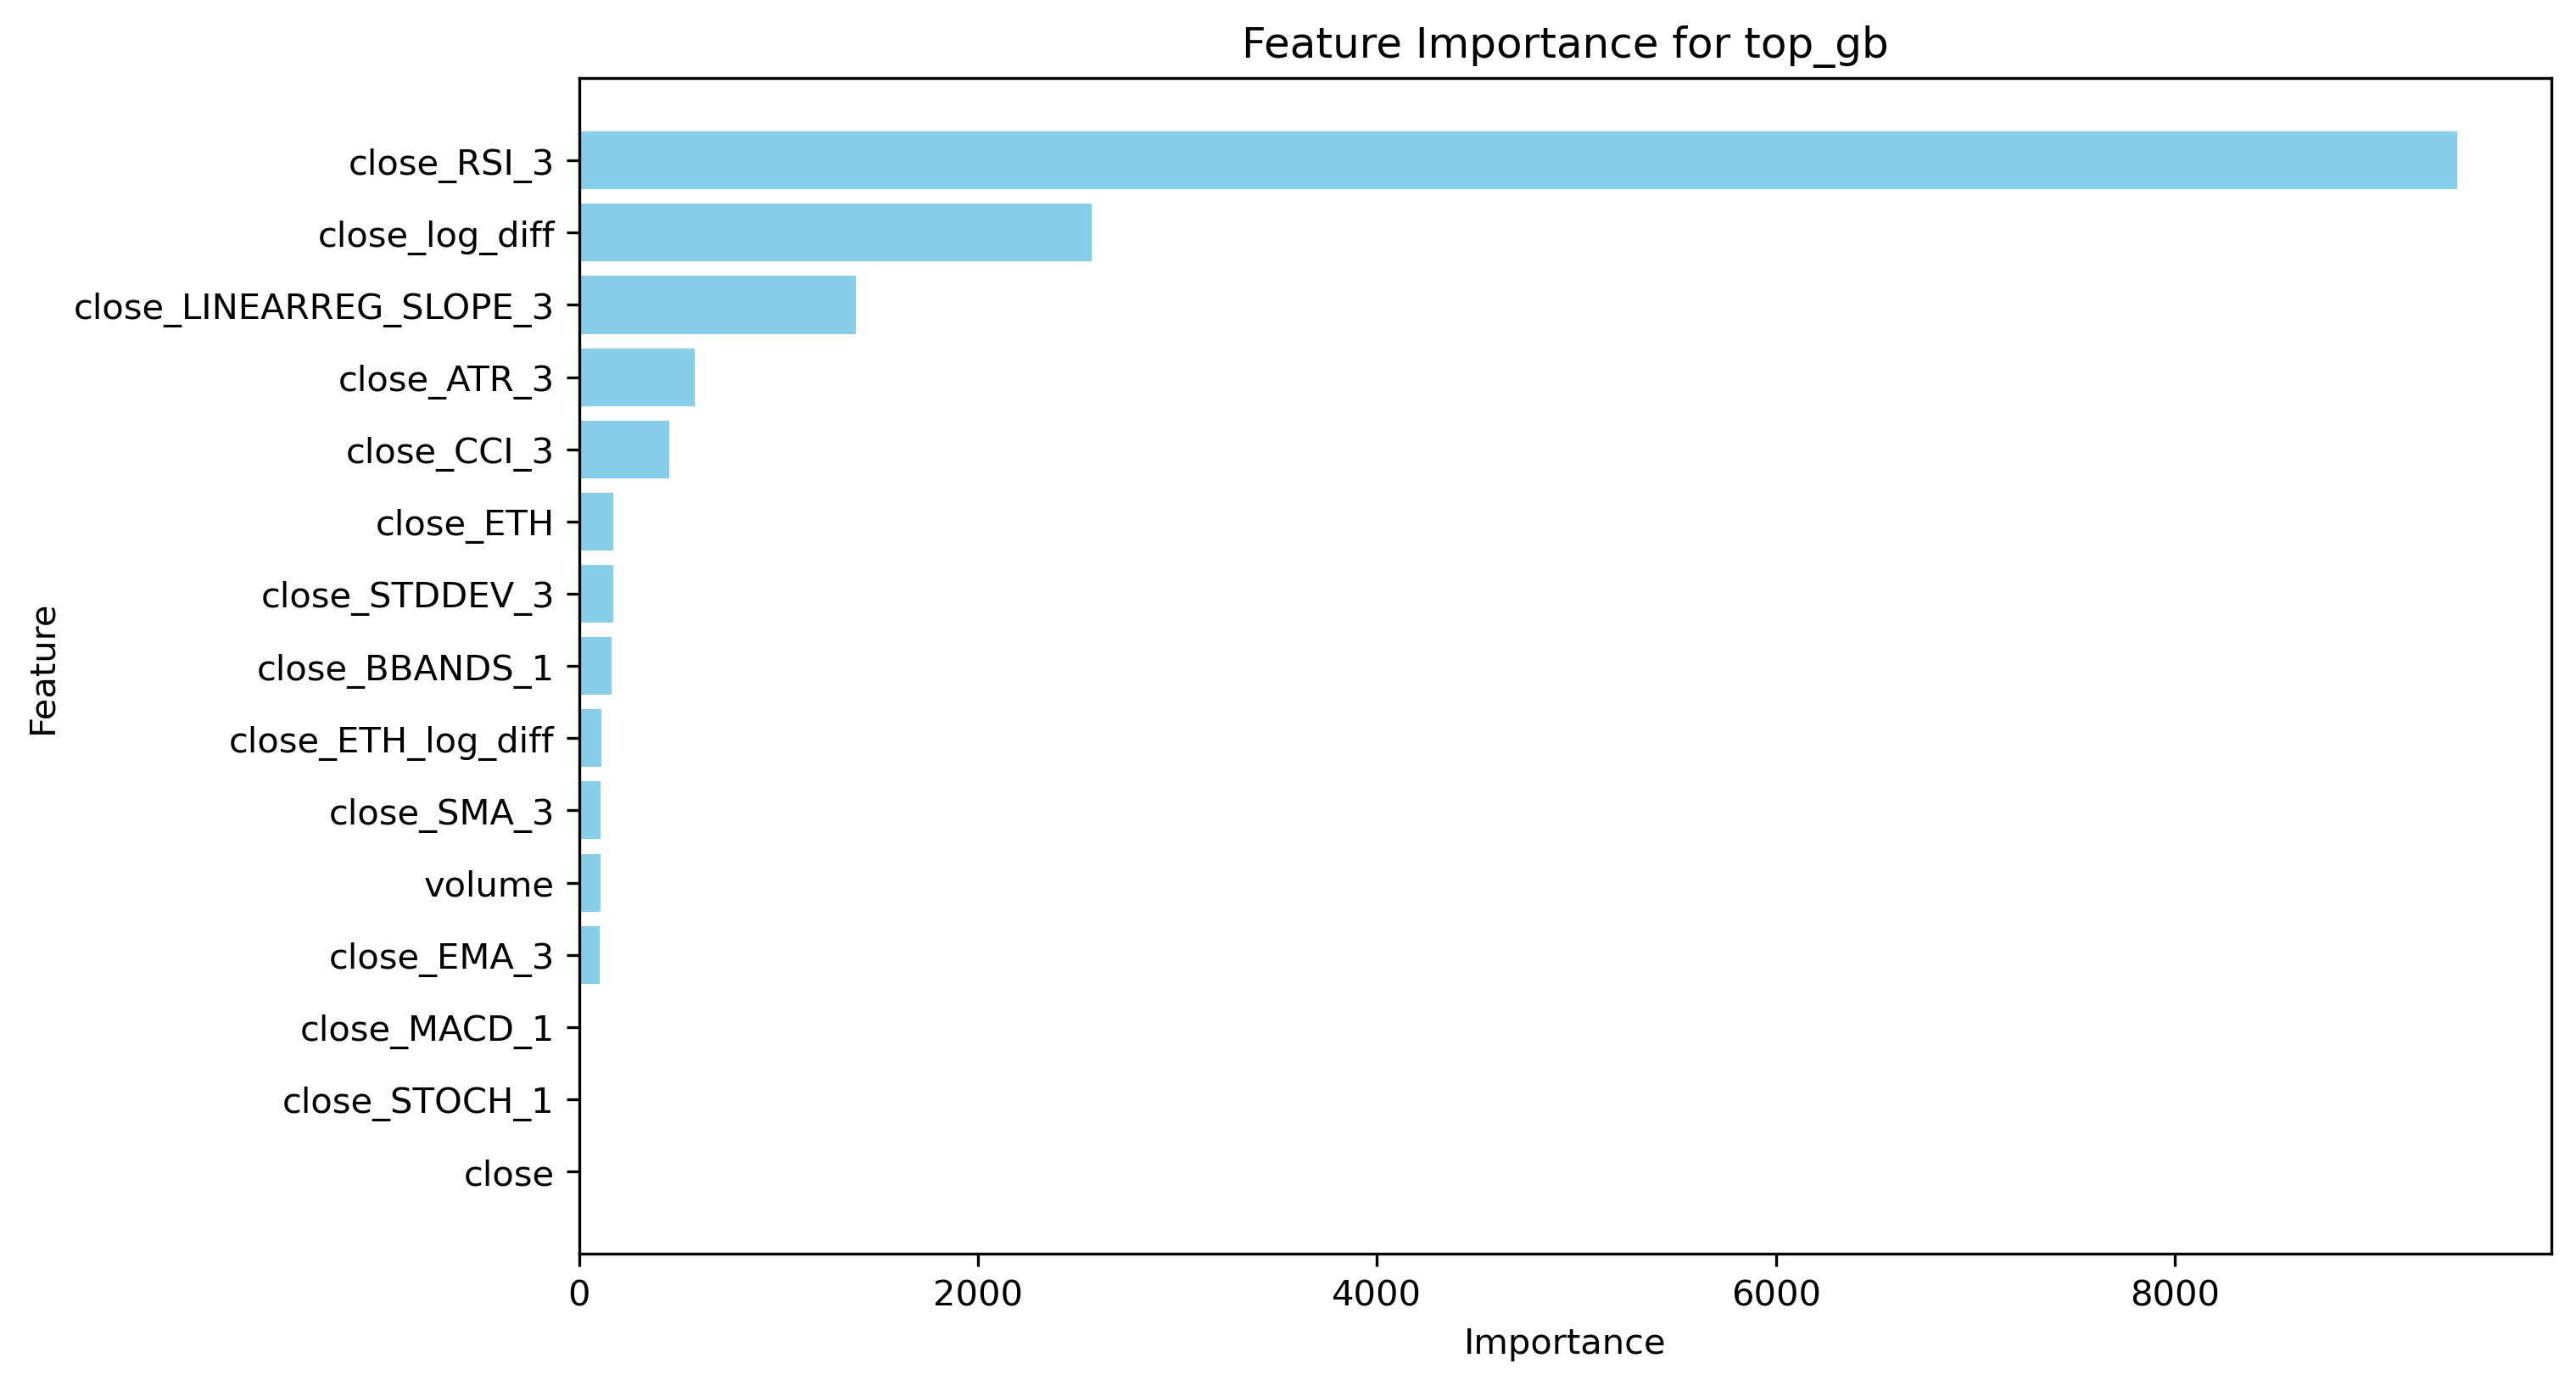 Feature Importance for top_gb
close_RSI_3
close_log_diff
close_LINEARREG_SLOPE_3
close_ATR_3
close_CCI_3
close_ETH
close_STDDEV_3
close_BBANDS_1
close_ETH_log_diff
close_SMA_3
volume
close_EMA_3
close_MACD_1
close_STOCH_1
close
Feature
0 2000 4000 6000 8000
Importance